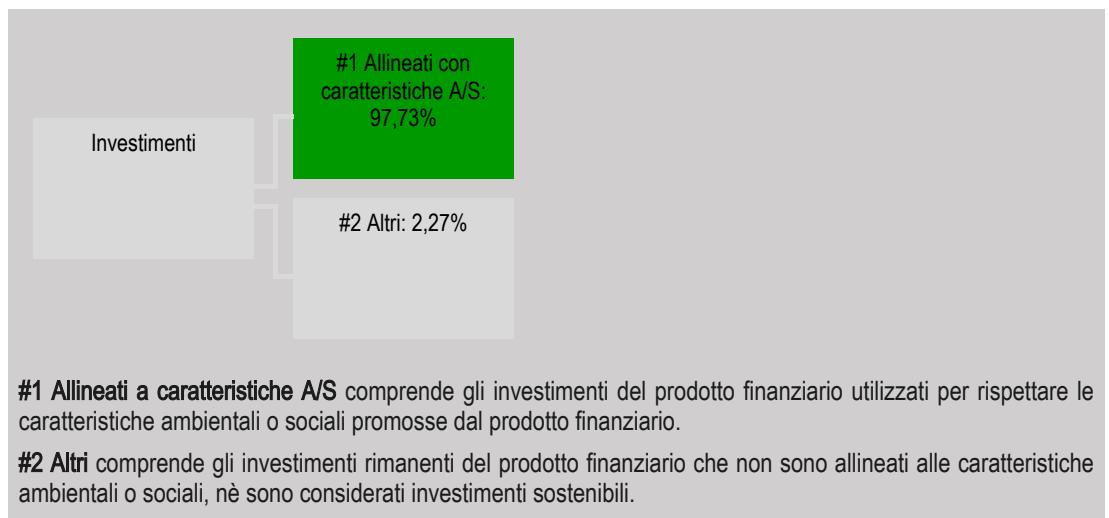 #1 Allineati con
caratteristiche A/S:
97,73%
Investimenti
#2 Altri: 2,27%
#1 Allineati a caratteristiche A/S comprende gli investimenti del prodotto finanziario utilizzati per rispettare le
caratteristiche ambientali o sociali promosse dal prodotto finanziario.
#2 Altri comprende gli investimenti rimanenti del prodotto finanziario che non sono allineati alle caratteristiche
ambientali o sociali, nè sono considerati investimenti sostenibili.